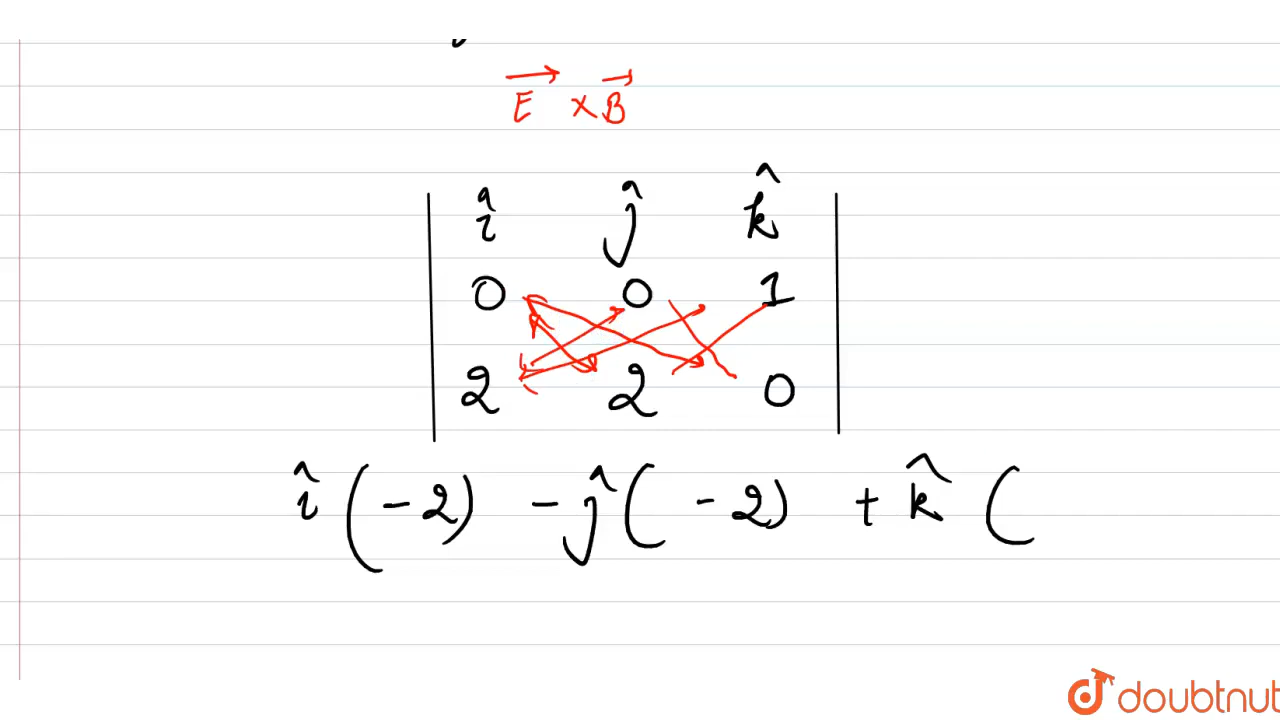 E⃗ × B⃗
î ĵ k̂
0 0 1
2 2 0
î ( -2 ) - ĵ ( -2 ) + k̂ (
doubtnut